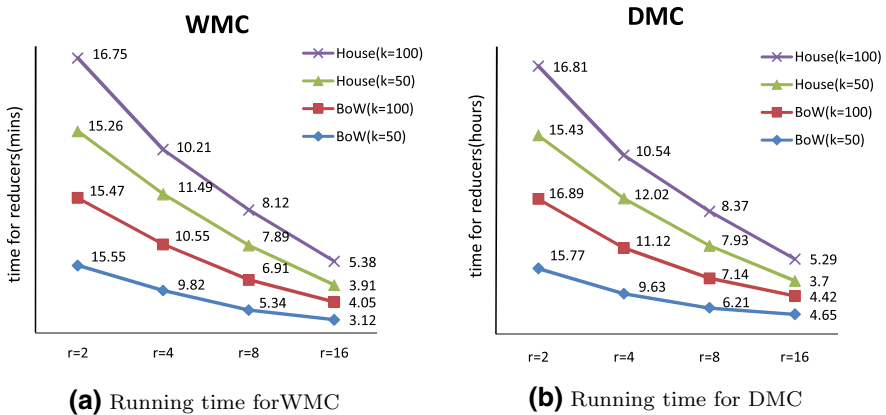 WMC
House(k=100)
House(k=50)
BoW(k=100)
BoW(k=50)
time for reducers(mins)
16.75
10.21
8.12
5.38
15.26
11.49
7.89
3.91
15.47
10.55
6.91
4.05
15.55
9.82
5.34
3.12
r=2 r=4 r=8 r=16
(a) Running time forWMC
DMC
House(k=100)
House(k=50)
BoW(k=100)
BoW(k=50)
time for reducers(hours)
16.81
10.54
8.37
5.29
15.43
12.02
7.93
3.7
16.89
11.12
7.14
4.42
15.77
9.63
6.21
4.65
r=2 r=4 r=8 r=16
(b) Running time for DMC